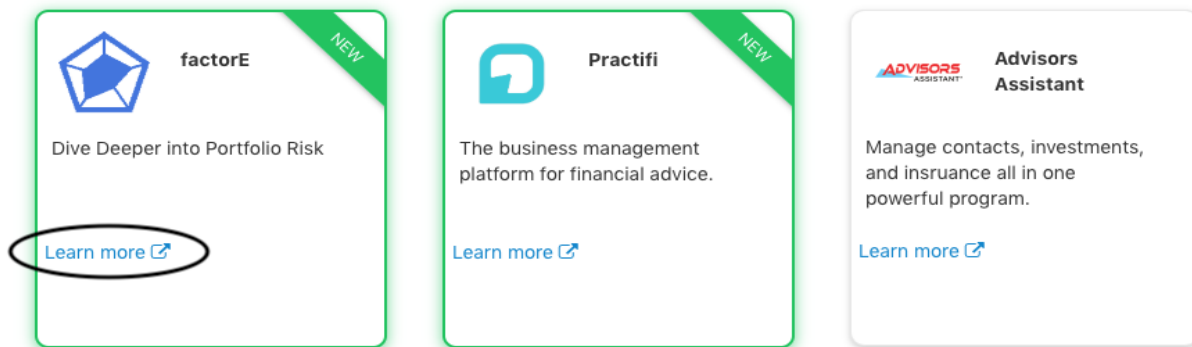 factorE
NEW
Dive Deeper into Portfolio Risk
Learn more
Practifi
NEW
The business management
platform for financial advice.
Learn more
ADVISORS
ASSISTANT
Advisors
Assistant
Manage contacts, investments,
and insruance all in one
powerful program.
Learn more